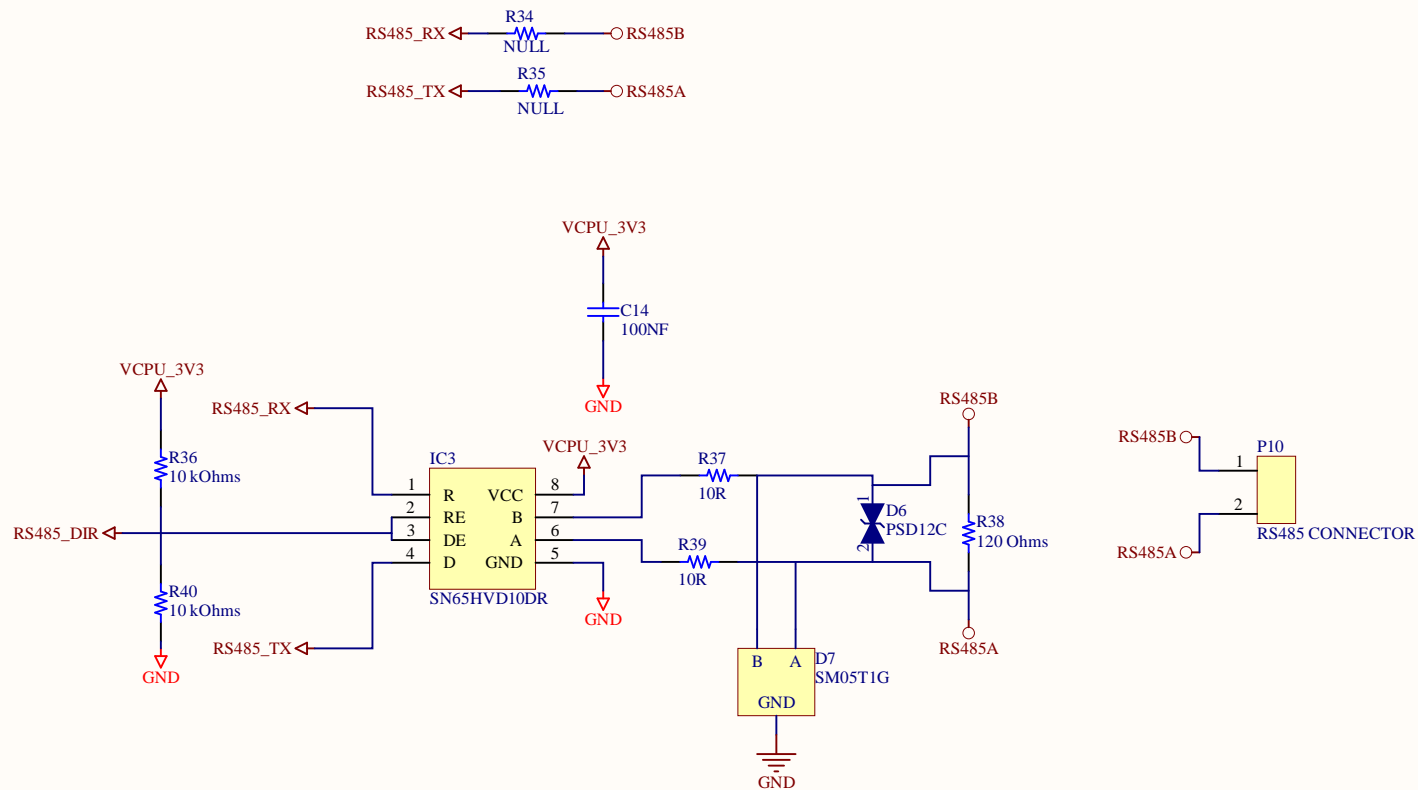 R34
RS485_RX
RS485B
NULL
R35
RS485_TX
RS485A
NULL
VCPU_3V3
C14
100NF
GND
VCPU_3V3
RS485_RX
R36
10 kOhms
RS485_DIR
R40
10 kOhms
RS485_TX
GND
IC3
VCPU_3V3
1 R VCC 8
2 RE B 7
3 DE A 6
4 D GND 5
SN65HVD10DR
GND
R37
10R
R39
10R
1
D6
PSD12C
2
RS485B
R38
120 Ohms
RS485A
B A
D7
SM05T1G
GND
GND
RS485B
P10
1
2
RS485A
RS485 CONNECTOR